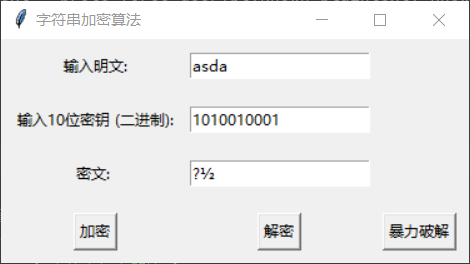 字符串加密算法
输入明文: asda
输入10位密钥 (二进制): 1010010001
密文: ?½
加密 解密 暴力破解